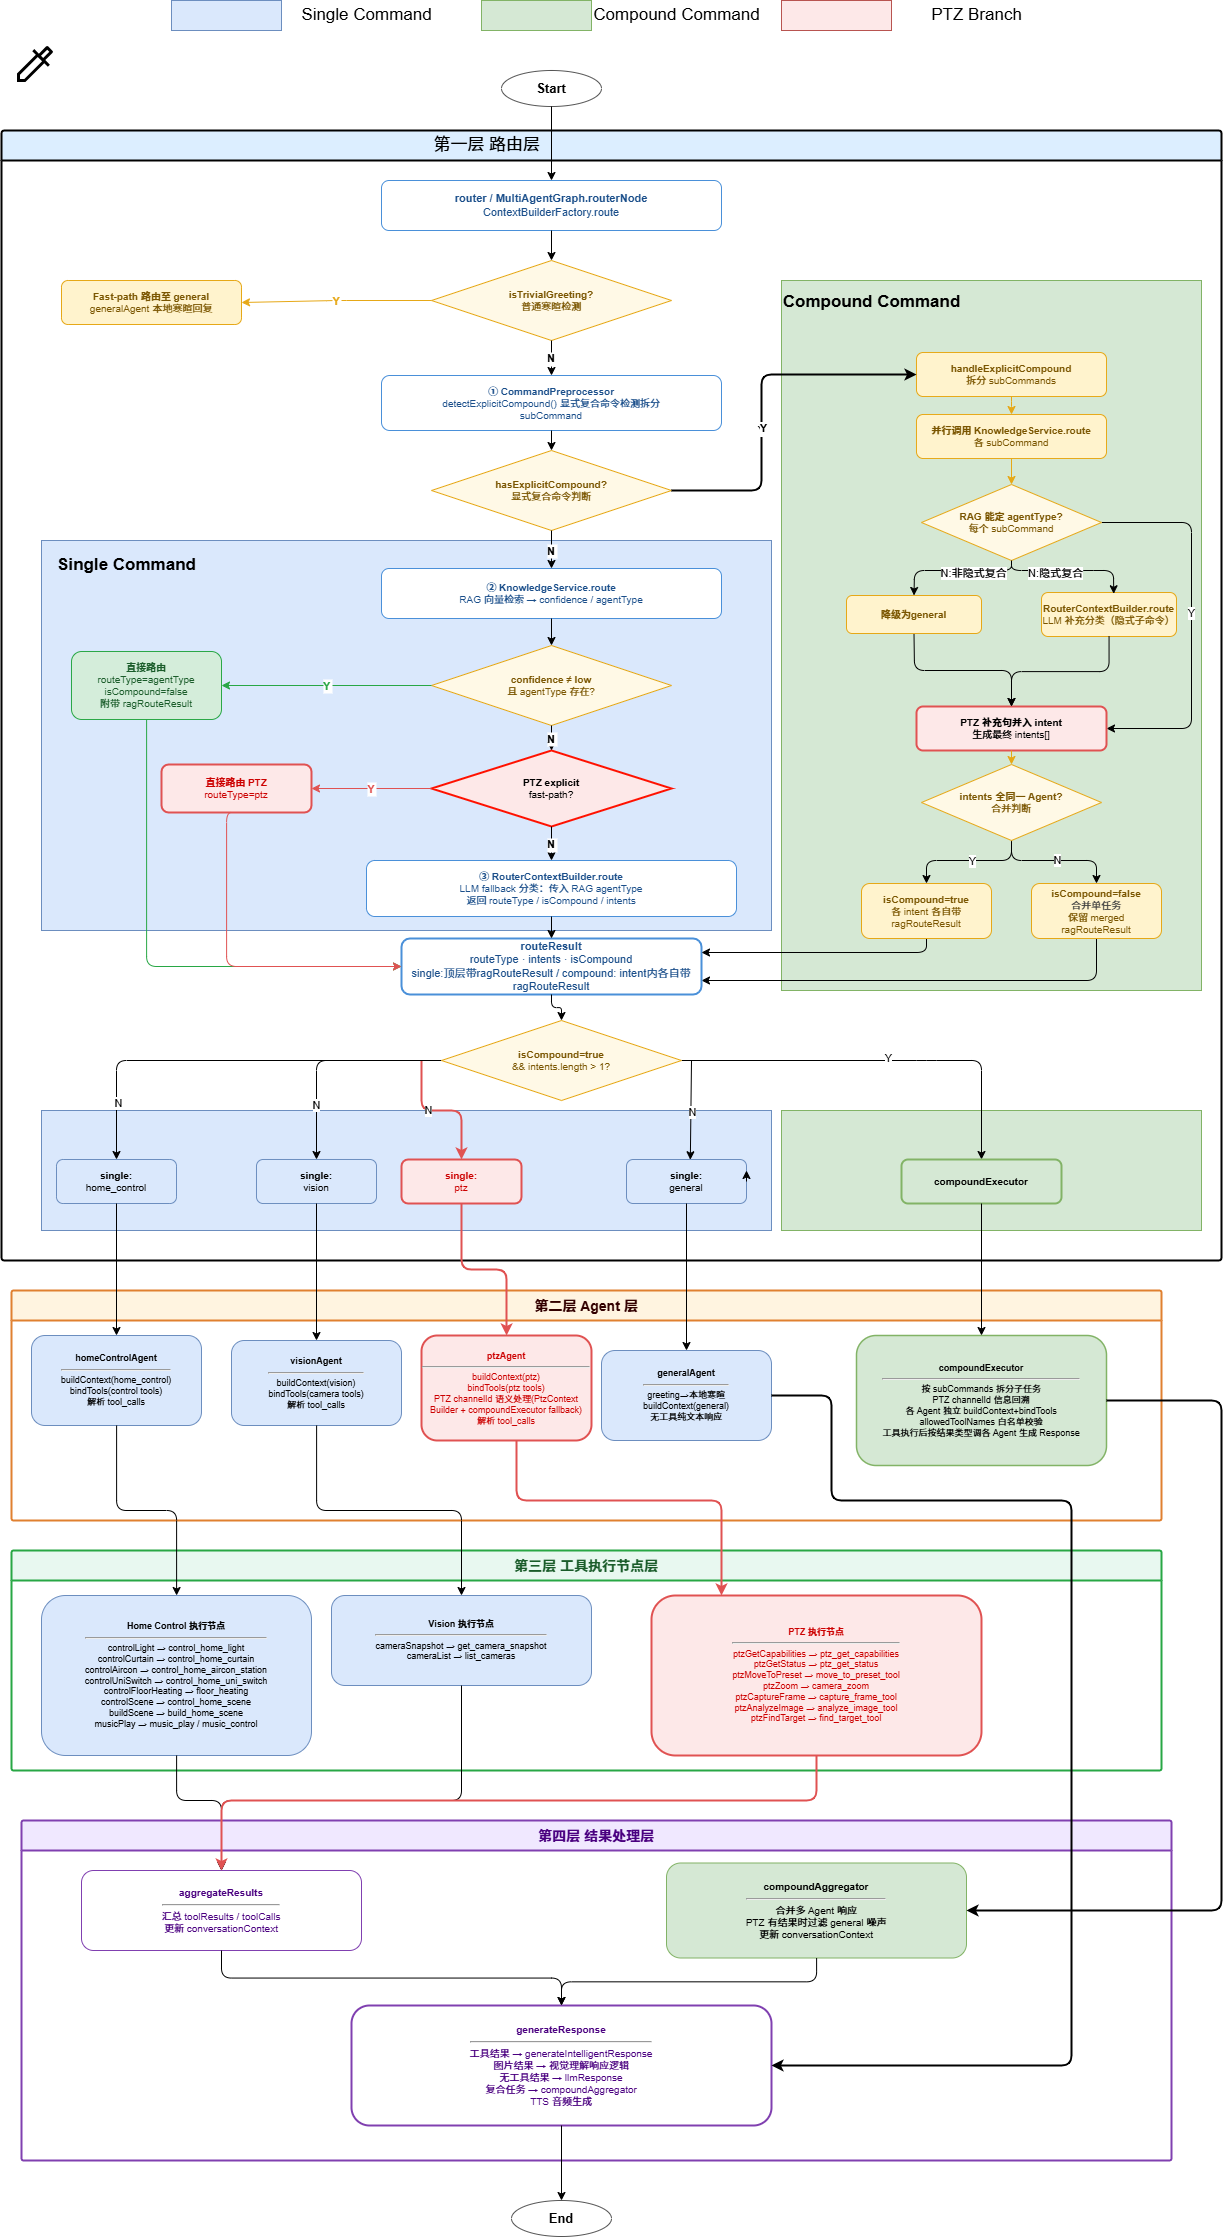 Single Command
Compound Command
PTZ Branch
Start
第一层 路由层
router / MultiAgentGraph.routerNode
ContextBuilderFactory.route
isTrivialGreeting?
普通寒暄检测
Y
Fast-path 路由至 general
generalAgent 本地寒暄回复
N
① CommandPreprocessor
detectExplicitCompound() 显式复合命令检测拆分
subCommand
hasExplicitCompound?
显式复合命令判断
Y
N
Compound Command
handleExplicitCompound
拆分 subCommands
并行调用 KnowledgeService.route
各 subCommand
RAG 能定 agentType?
每个 subCommand
N:非隐式复合
N:隐式复合
Y
降级为general
RouterContextBuilder.route
LLM 补充分类（隐式子命令）
PTZ 补充句并入 intent
生成最终 intents[]
intents 全同一 Agent?
合并判断
Y
N
isCompound=true
各 intent 各自带
ragRouteResult
isCompound=false
合并单任务
保留 merged
ragRouteResult
Single Command
② KnowledgeService.route
RAG 向量检索 → confidence / agentType
confidence ≠ low
且 agentType 存在?
Y
直接路由
routeType=agentType
isCompound=false
附带 ragRouteResult
N
PTZ explicit
fast-path?
Y
直接路由 PTZ
routeType=ptz
N
③ RouterContextBuilder.route
LLM fallback 分类：传入 RAG agentType
返回 routeType / isCompound / intents
routeResult
routeType · intents · isCompound
single:顶层带ragRouteResult / compound: intent内各自带
ragRouteResult
isCompound=true
&& intents.length > 1?
Y
N
N
N
N
single:
home_control
single:
vision
single:
ptz
single:
general
compoundExecutor
第二层 Agent 层
homeControlAgent
buildContext(home_control)
bindTools(control tools)
解析 tool_calls
visionAgent
buildContext(vision)
bindTools(camera tools)
解析 tool_calls
ptzAgent
buildContext(ptz)
bindTools(ptz tools)
PTZ channelId 语义处理(PtzContext
Builder + compoundExecutor fallback)
解析 tool_calls
generalAgent
greeting→本地寒暄
buildContext(general)
无工具纯文本响应
compoundExecutor
按 subCommands 拆分子任务
PTZ channelId 信息回溯
各 Agent 独立 buildContext+bindTools
allowedToolNames 白名单校验
工具执行后按结果类型调各 Agent 生成 Response
第三层 工具执行节点层
Home Control 执行节点
controlLight → control_home_light
controlCurtain → control_home_curtain
controlAircon → control_home_aircon_station
controlUniSwitch → control_home_uni_switch
controlFloorHeating → floor_heating
controlScene → control_home_scene
buildScene → build_home_scene
musicPlay → music_play / music_control
Vision 执行节点
cameraSnapshot → get_camera_snapshot
cameraList → list_cameras
PTZ 执行节点
ptzGetCapabilities → ptz_get_capabilities
ptzGetStatus → ptz_get_status
ptzMoveToPreset → move_to_preset_tool
ptzZoom → camera_zoom
ptzCaptureFrame → capture_frame_tool
ptzAnalyzeImage → analyze_image_tool
ptzFindTarget → find_target_tool
第四层 结果处理层
aggregateResults
汇总 toolResults / toolCalls
更新 conversationContext
compoundAggregator
合并多 Agent 响应
PTZ 有结果时过滤 general 噪声
更新 conversationContext
generateResponse
工具结果 → generateIntelligentResponse
图片结果 → 视觉理解响应逻辑
无工具结果 → llmResponse
复合任务 → compoundAggregator
TTS 音频生成
End